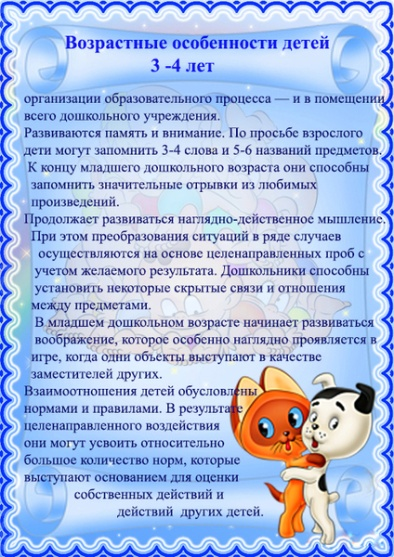 Возрастные особенности детей
3 -4 лет
организации образовательного процесса — и в помещении
всего дошкольного учреждения.
Развиваются память и внимание. По просьбе взрослого
дети могут запомнить 3-4 слова и 5-6 названий предметов.
К концу младшего дошкольного возраста они способны
запомнить значительные отрывки из любимых
произведений.
Продолжает развиваться наглядно-действенное мышление.
При этом преобразования ситуаций в ряде случаев
осуществляются на основе целенаправленных проб с
учетом желаемого результата. Дошкольники способны
установить некоторые скрытые связи и отношения
между предметами.
В младшем дошкольном возрасте начинает развиваться
воображение, которое особенно наглядно проявляется в
игре, когда одни объекты выступают в качестве
заместителей других.
Взаимоотношения детей обусловлены
нормами и правилами. В результате
целенаправленного воздействия
они могут усвоить относительно
большое количество норм, которые
выступают основанием для оценки
собственных действий и
действий других детей.